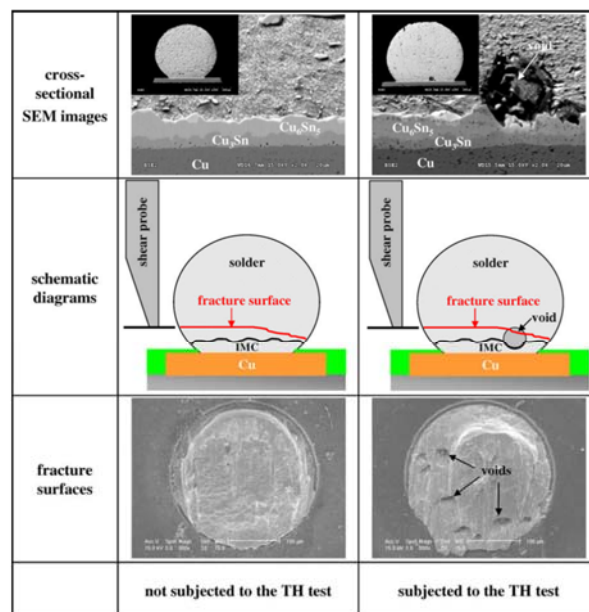 cross-
sectional
SEM images
void
Cu₆Sn₅
Cu₃Sn
Cu
Cu₆Sn₅
Cu₃Sn
Cu
schematic
diagrams
shear probe
solder
fracture surface
IMC
Cu
shear probe
solder
fracture surface
void
IMC
Cu
fracture
surfaces
voids
not subjected to the TH test
subjected to the TH test